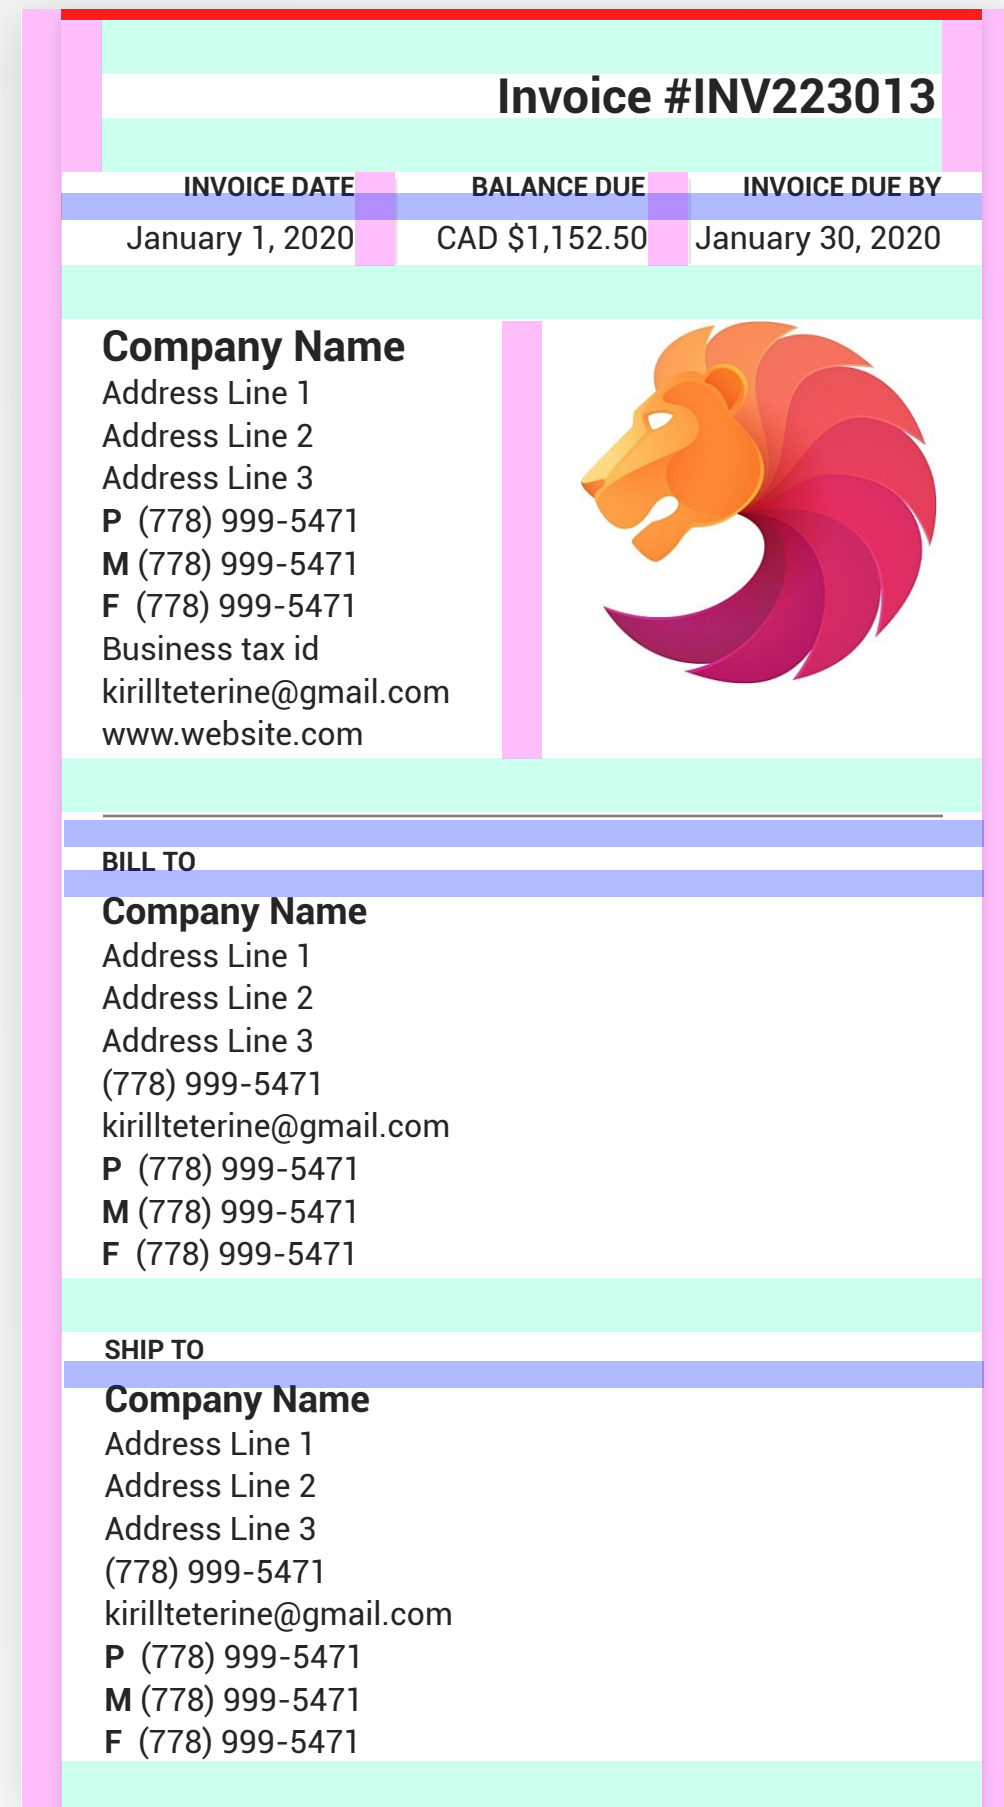 Invoice #INV223013
INVOICE DATE BALANCE DUE INVOICE DUE BY
January 1, 2020 CAD $1,152.50 January 30, 2020
Company Name
Address Line 1
Address Line 2
Address Line 3
P (778) 999-5471
M (778) 999-5471
F (778) 999-5471
Business tax id
kirillteterine@gmail.com
www.website.com
BILL TO
Company Name
Address Line 1
Address Line 2
Address Line 3
(778) 999-5471
kirillteterine@gmail.com
P (778) 999-5471
M (778) 999-5471
F (778) 999-5471
SHIP TO
Company Name
Address Line 1
Address Line 2
Address Line 3
(778) 999-5471
kirillteterine@gmail.com
P (778) 999-5471
M (778) 999-5471
F (778) 999-5471